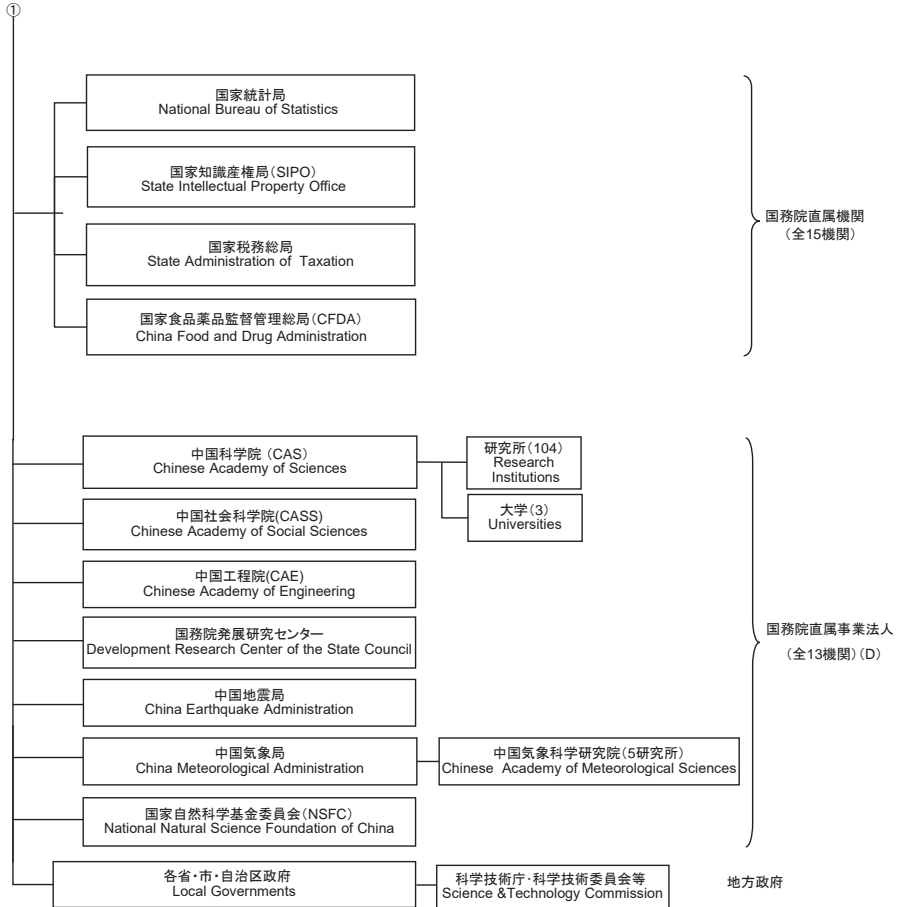 ①
国家統計局
National Bureau of Statistics
国家知識産権局(SIPO)
State Intellectual Property Office
国家税務総局
State Administration of Taxation
国家食品薬品監督管理総局(CFDA)
China Food and Drug Administration
国務院直属機関
(全15機関)
中国科学院 (CAS)
Chinese Academy of Sciences
研究所(104)
Research
Institutions
大学(3)
Universities
中国社会科学院(CASS)
Chinese Academy of Social Sciences
中国工程院(CAE)
Chinese Academy of Engineering
国務院発展研究センター
Development Research Center of the State Council
中国地震局
China Earthquake Administration
中国気象局
China Meteorological Administration
中国気象科学研究院(5研究所)
Chinese Academy of Meteorological Sciences
国家自然科学基金委員会(NSFC)
National Natural Science Foundation of China
国務院直属事業法人
(全13機関)(D)
各省・市・自治区政府
Local Governments
科学技術庁・科学技術委員会等
Science &Technology Commission
地方政府